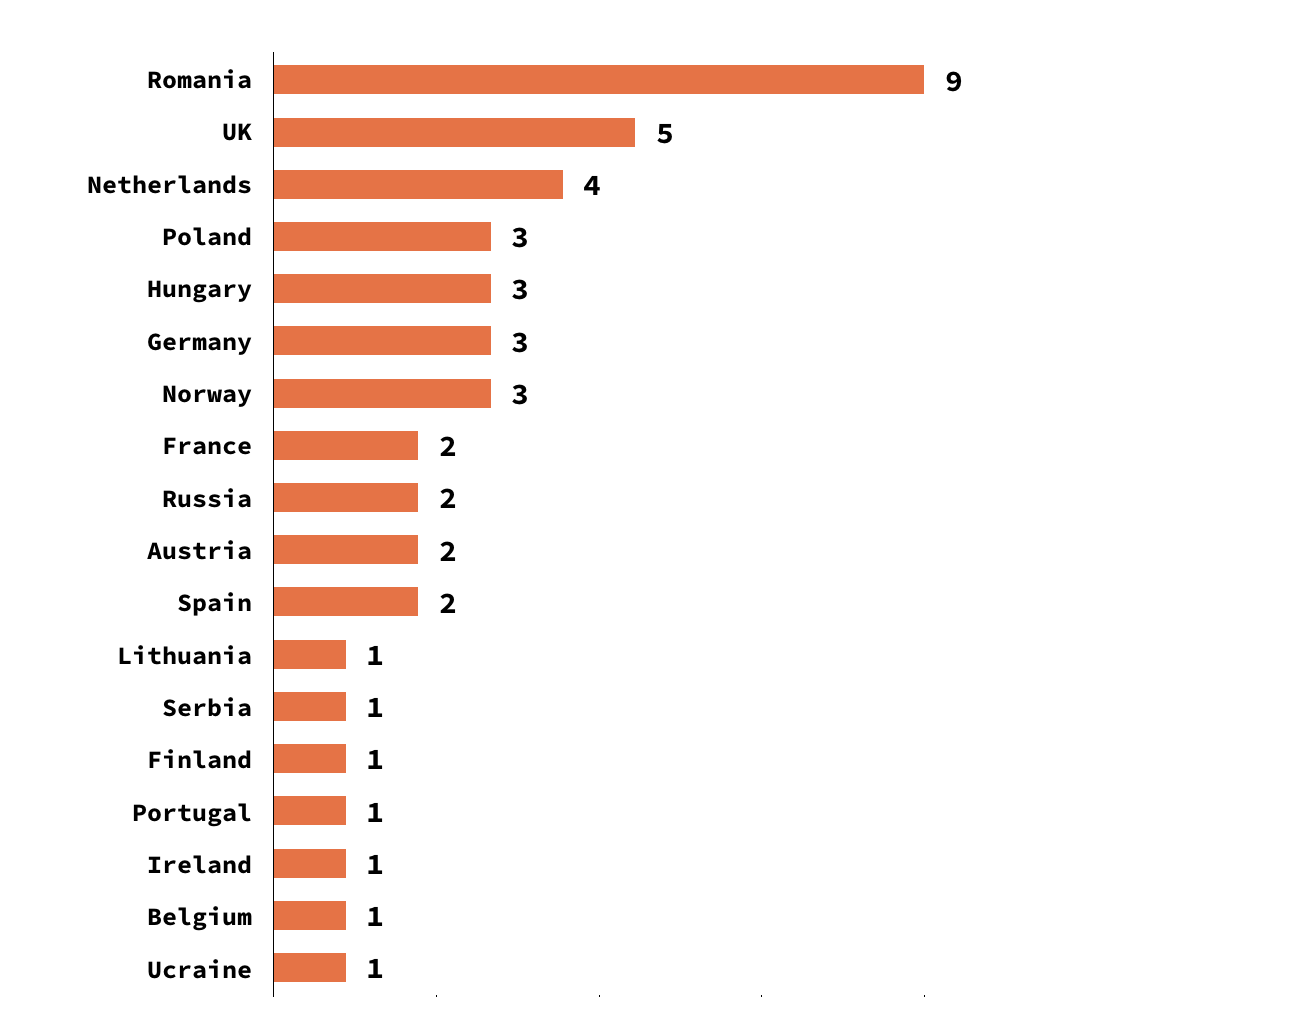 Romania 9
UK 5
Netherlands 4
Poland 3
Hungary 3
Germany 3
Norway 3
France 2
Russia 2
Austria 2
Spain 2
Lithuania 1
Serbia 1
Finland 1
Portugal 1
Ireland 1
Belgium 1
Ucraine 1